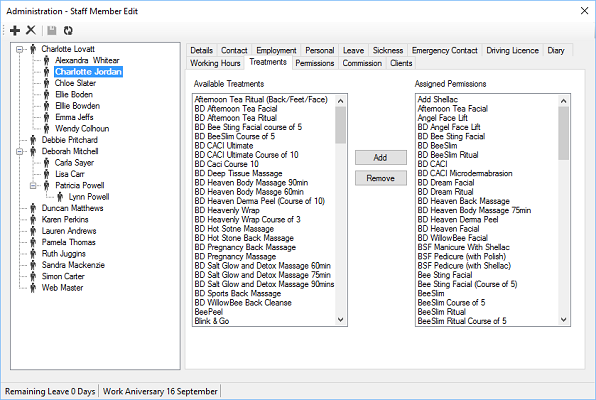 Administration - Staff Member Edit
Charlotte Lovatt
Alexandra Whitear
Charlotte Jordan
Chloe Slater
Ellie Boden
Elllie Bowden
Emma Jeffs
Wendy Calhoun
Debbie Pritchard
Deborah Mitchell
Carla Sayer
Lisa Carr
Patricia Powell
Lynn Powell
Duncan Matthews
Karen Perkins
Lauren Andrews
Pamela Thomas
Ruth Juggins
Sandra Mackenzie
Simon Carter
Web Master
Details Contact Employment Personal Leave Sickness Emergency Contact Driving Licence Diary
Working Hours Treatments Permissions Commission Clients
Available Treatments
Afternoon Tea Ritual (Back/Feet/Face)
BD Afternoon Tea Facial
BD Afternoon Tea Ritual
BD Bee Sting Facial course of 5
BD BeeSlim Course of 5
BD CACI Ultimate
BD CACI Ultimate Course of 10
BD Caci Course 10
BD Deep Tissue Massage
BD Heaven Body Massage 90min
BD Heaven Body Massge 60min
BD Heaven Derma Peel (Course of 10)
BD Heavenly Wrap
BD Heavenly Wrap Course of 3
BD Hot Sotne Massage
BD Hot Stone Back Massage
BD Pregnancy Back Massage
BD Pregnancy Massage
BD Salt Glow and Detox Massage 60min
BD Salt Glow and Detox Massage 75min
BD Salt Glow and Detox Massage 90mins
BD Sports Back Massage
BD WillowBee Back Cleanse
BeePeel
Blink & Go
Add
Remove
Assigned Permissions
Add Shellac
Afternoon Tea Facial
Angel Face Lift
BD Angel Face Lift
BD Bee Sting Facial
BD BeeSlim
BD BeeSlim Ritual
BD CACI
BD CACI Microdermabrasion
BD Dream Facial
BD Dream Ritual
BD Heaven Back Massage
BD Heaven Body Massage 75min
BD Heaven Derma Peel
BD Heaven Facial
BD WillowBee Facial
BSF Manicure With Shellac
BSF Pedicure (with Polish)
BSF Pedicure (with Shellac)
Bee Sting Facial
Bee Sting Facial (Course of 5)
BeeSlim
BeeSlim Course of 5
BeeSlim Ritual
BeeSlim Ritual Course of 5
Remaining Leave 0 Days Work Aniversary 16 September